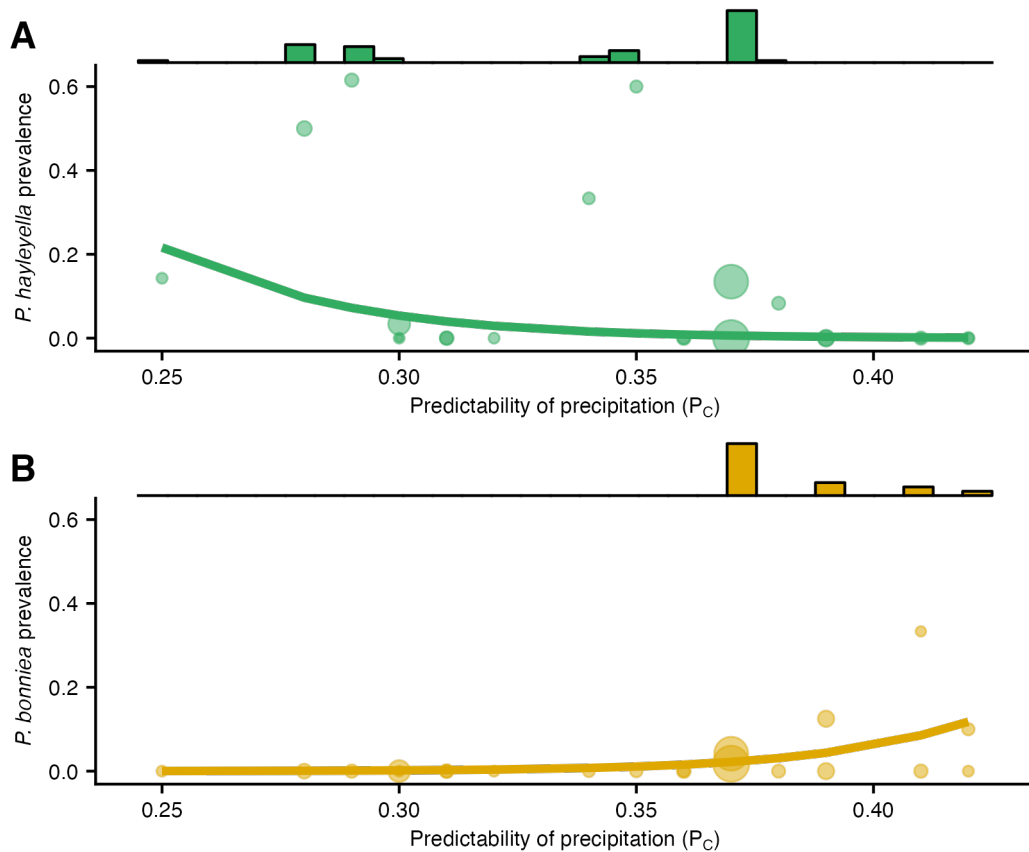 A
P. hayleyella prevalence
0.6
0.4
0.2
0.0
0.25 0.30 0.35 0.40
Predictability of precipitation (PC)
B
P. bonniea prevalence
0.6
0.4
0.2
0.0
0.25 0.30 0.35 0.40
Predictability of precipitation (PC)